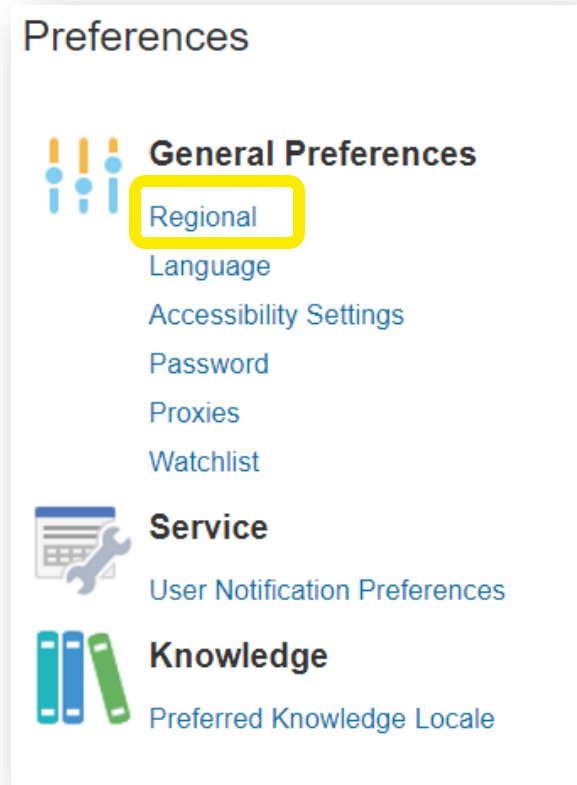 Preferences
General Preferences
Regional
Language
Accessibility Settings
Password
Proxies
Watchlist
Service
User Notification Preferences
Knowledge
Preferred Knowledge Locale